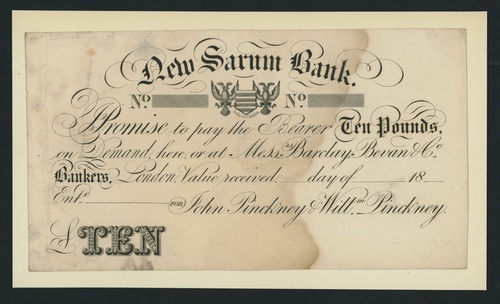 New Sarum Bank.
No No
Promise to pay the Bearer Ten Pounds,
on Demand, here, or at Messrs. Barclay, Bevan & Co.
Bankers, London, Value received. day of 18
Entd. FOR John Pinckney & Willm. Pinckney.
£TEN